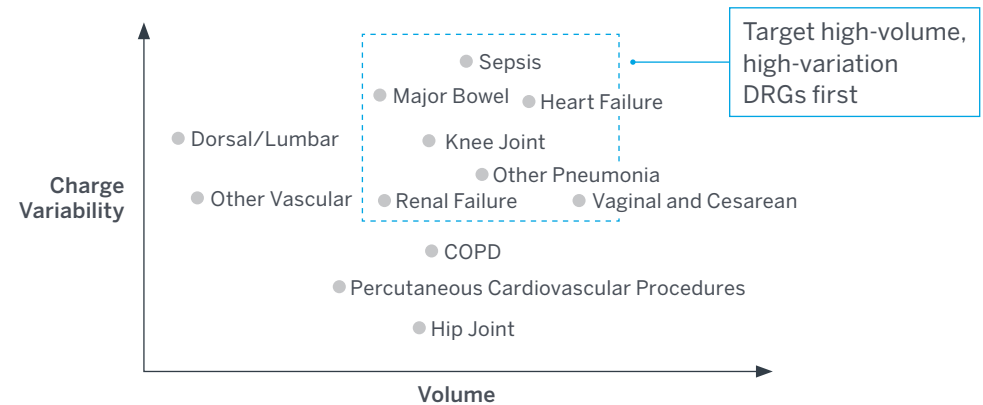 Target high-volume,
high-variation
DRGs first
Sepsis
Major Bowel
Heart Failure
Dorsal/Lumbar
Knee Joint
Other Pneumonia
Charge
Variability
Other Vascular
Renal Failure
Vaginal and Cesarean
COPD
Percutaneous Cardiovascular Procedures
Hip Joint
Volume